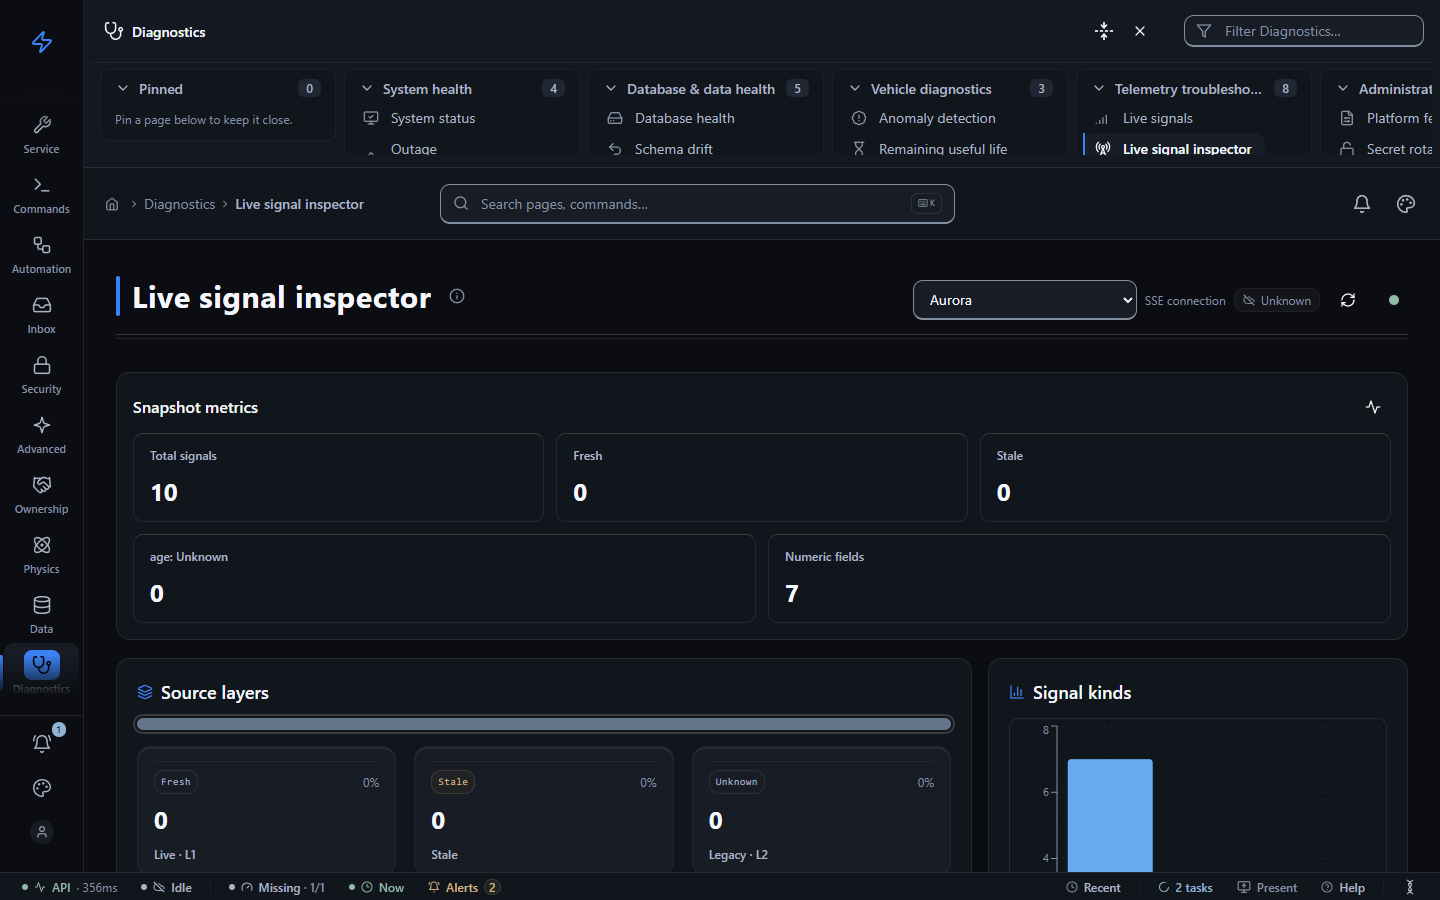 Diagnostics
Filter Diagnostics...
Pinned 0
Pin a page below to keep it close.
System health 4
System status
Outage
Database & data health 5
Database health
Schema drift
Vehicle diagnostics 3
Anomaly detection
Remaining useful life
Telemetry troublesho... 8
Live signals
Live signal inspector
Administrat
Platform fe
Secret rota
Service
Commands
Automation
Inbox
Security
Advanced
Ownership
Physics
Data
Diagnostics
1
Diagnostics
Live signal inspector
Search pages, commands...
K
Live signal inspector
Aurora
SSE connection
Unknown
Snapshot metrics
Total signals
10
Fresh
0
Stale
0
age: Unknown
0
Numeric fields
7
Source layers
Fresh 0%
0
Live · L1
Stale 0%
0
Stale
Unknown 0%
0
Legacy · L2
Signal kinds
8
6
4
API · 356ms
Idle
Missing · 1/1
Now
Alerts 2
Recent
2 tasks
Present
Help